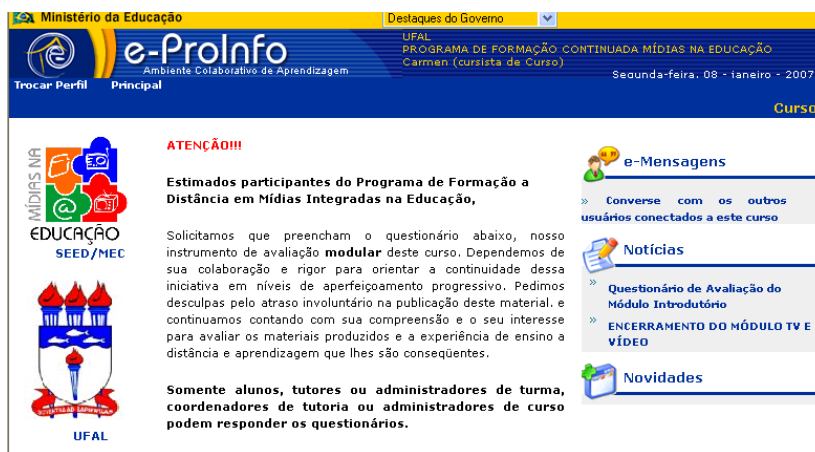 Ministério da Educação
Destaques do Governo
e-ProInfo
Ambiente Colaborativo de Aprendizagem
UFAL
PROGRAMA DE FORMAÇÃO CONTINUADA MÍDIAS NA EDUCAÇÃO
Carmen (cursista de Curso)
Segunda-feira, 08 - janeiro - 2007
Trocar Perfil Principal
Curso
MÍDIAS NA
EDUCAÇÃO
SEED/MEC
UFAL
ATENÇÃO!!!
Estimados participantes do Programa de Formação a
Distância em Mídias Integradas na Educação,
Solicitamos que preencham o questionário abaixo, nosso
instrumento de avaliação modular deste curso. Dependemos de
sua colaboração e rigor para orientar a continuidade dessa
iniciativa em níveis de aperfeiçoamento progressivo. Pedimos
desculpas pelo atraso involuntário na publicação deste material. e
continuamos contando com sua compreensão e o seu interesse
para avaliar os materiais produzidos e a experiência de ensino a
distância e aprendizagem que lhes são conseqüentes.
Somente alunos, tutores ou administradores de turma,
coordenadores de tutoria ou administradores de curso
podem responder os questionários.
e-Mensagens
» Converse com os outros
usuários conectados a este curso
Notícias
» Questionário de Avaliação do
Módulo Introdutório
» ENCERRAMENTO DO MÓDULO TV E
VÍDEO
Novidades